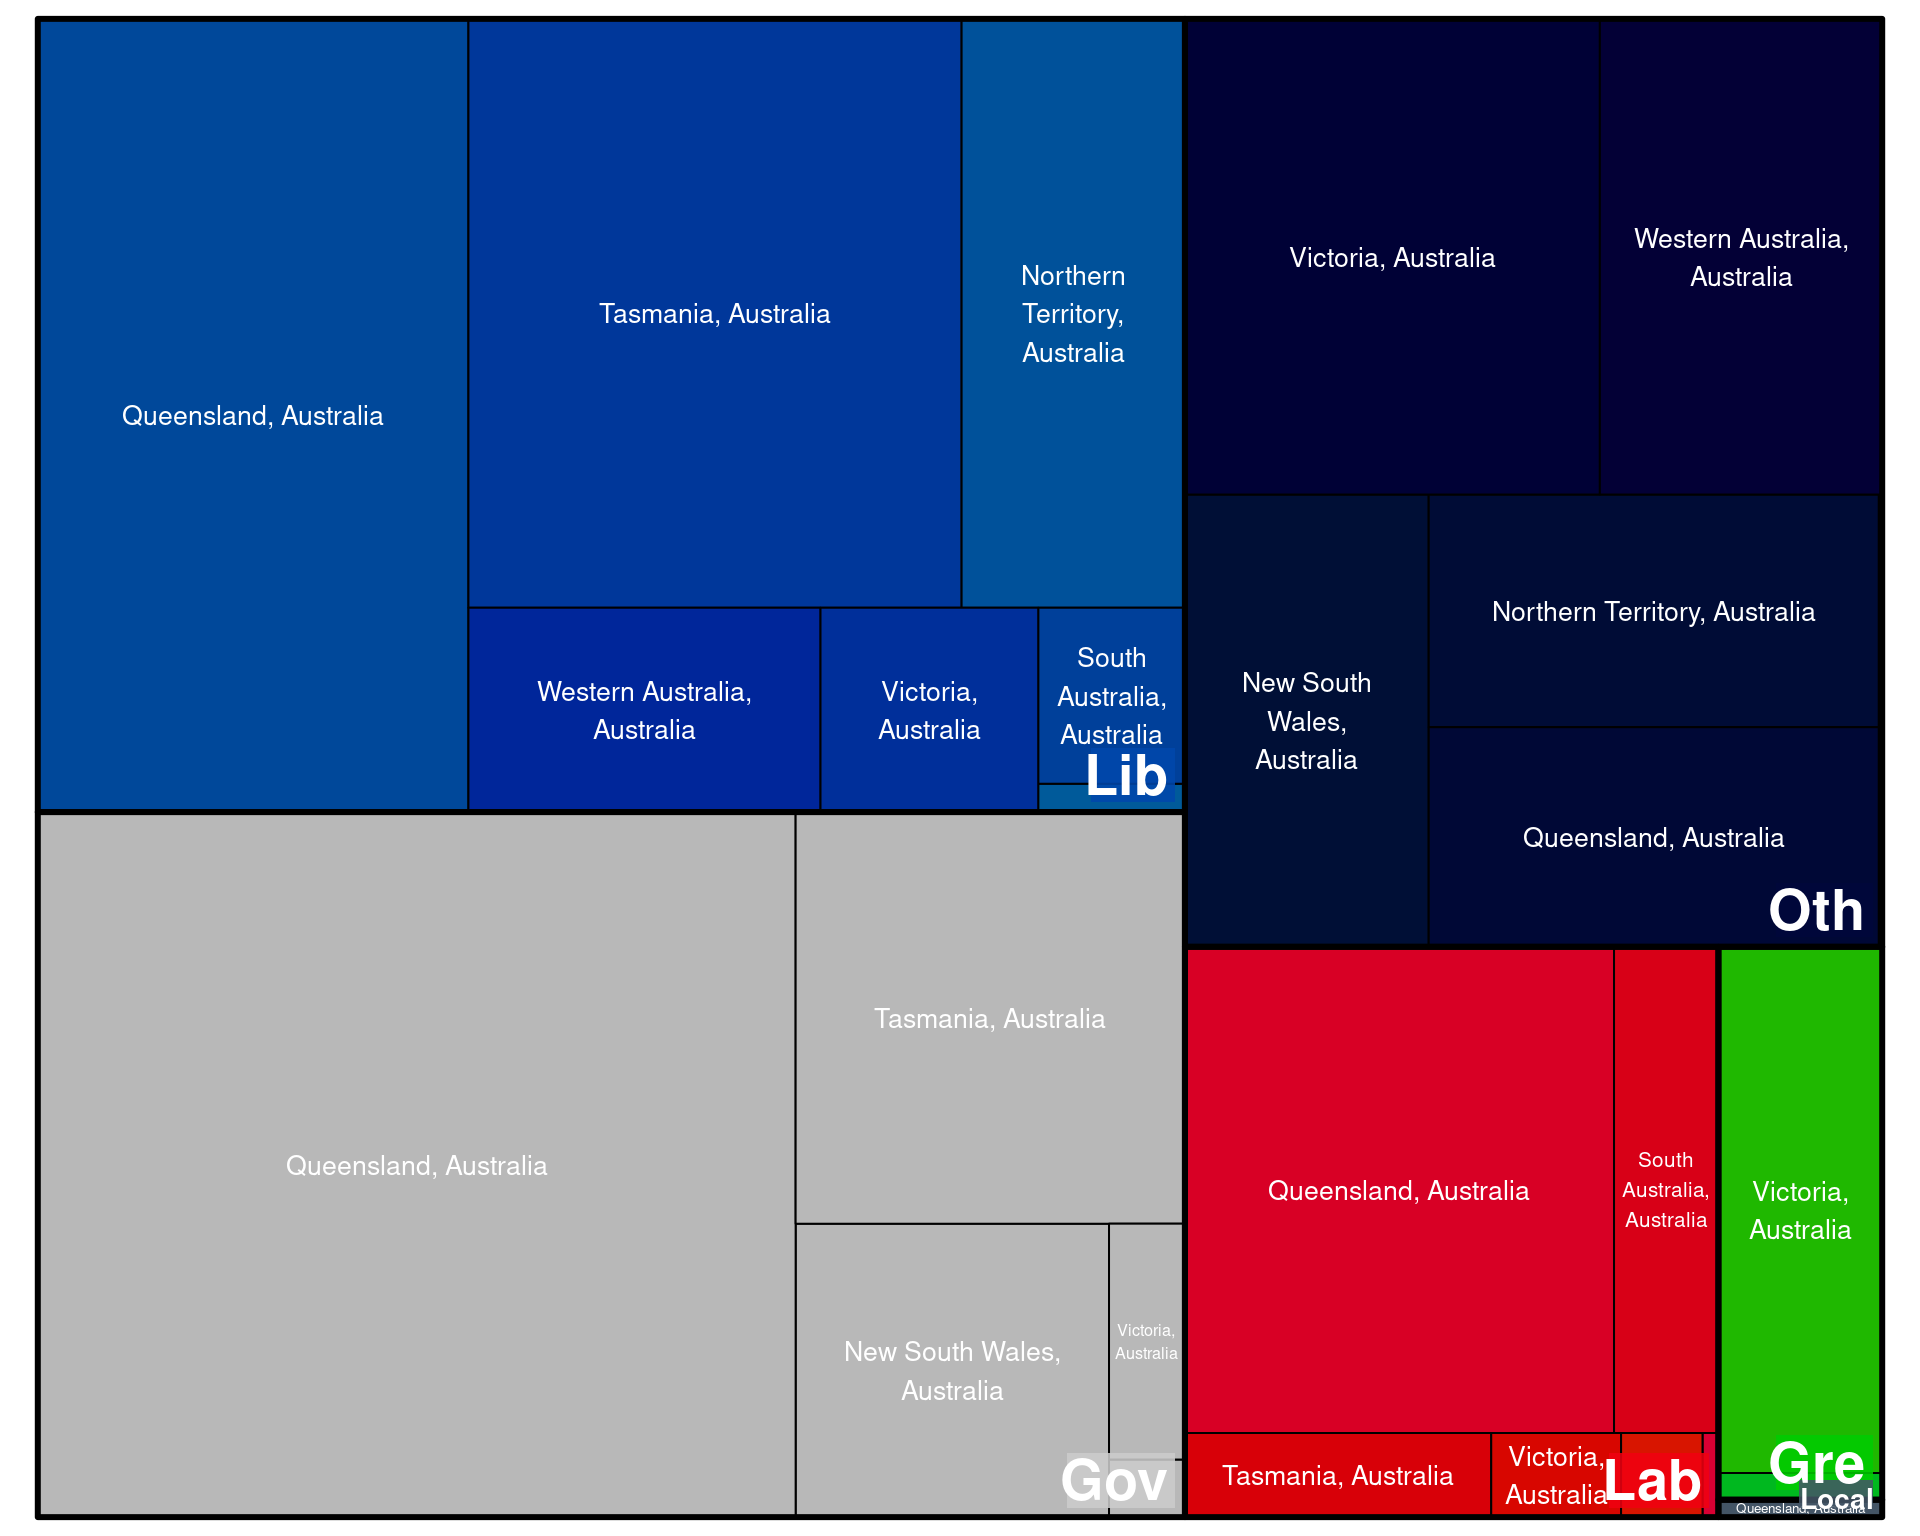 Queensland, Australia
Tasmania, Australia
Northern
Territory,
Australia
Western Australia,
Australia
Victoria,
Australia
South
Australia,
Australia
Lib
Victoria, Australia
Western Australia,
Australia
New South
Wales,
Australia
Northern Territory, Australia
Queensland, Australia
Oth
Queensland, Australia
Tasmania, Australia
New South Wales,
Australia
Victoria,
Australia
Gov
Queensland, Australia
South
Australia,
Australia
Tasmania, Australia
Victoria,
Australia
Lab
Victoria,
Australia
Gre
Local
Queensland, Australia